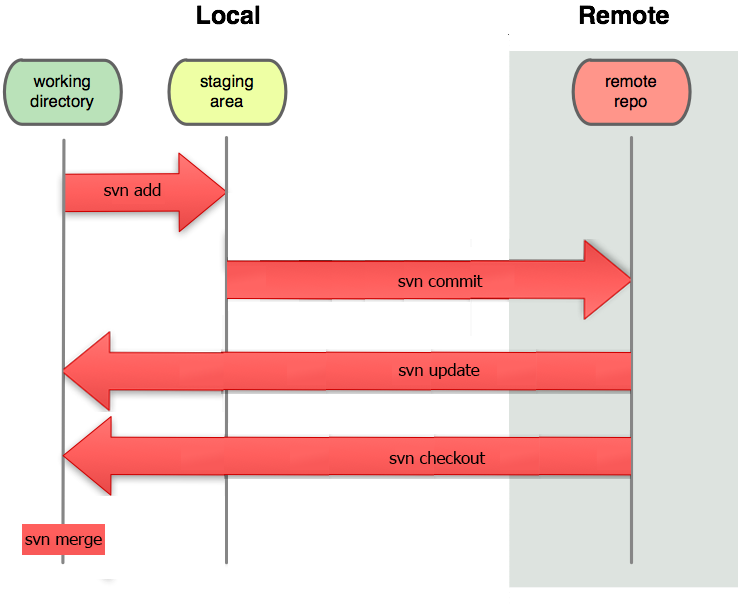 Local
Remote
working
directory
staging
area
remote
repo
svn add
svn commit
svn update
svn checkout
svn merge